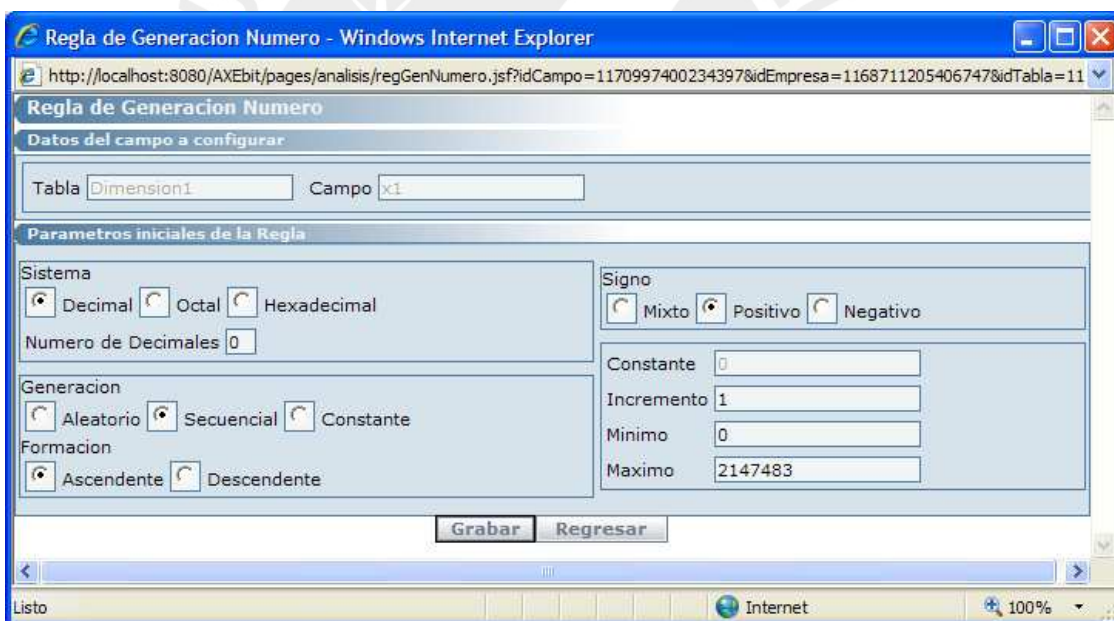 Regla de Generacion Numero - Windows Internet Explorer
http://localhost:8080/AXEbit/pages/analisis/regGenNumero.jsf?idCampo=1170997400234397&idEmpresa=1168711205406747&idTabla=11
Regla de Generacion Numero
Datos del campo a configurar
Tabla Dimension1 Campo x1
Parametros iniciales de la Regla
Sistema
Decimal Octal Hexadecimal
Numero de Decimales 0
Generacion
Aleatorio Secuencial Constante
Formacion
Ascendente Descendente
Signo
Mixto Positivo Negativo
Constante 0
Incremento 1
Minimo 0
Maximo 2147483
Grabar Regresar
Listo Internet 100%